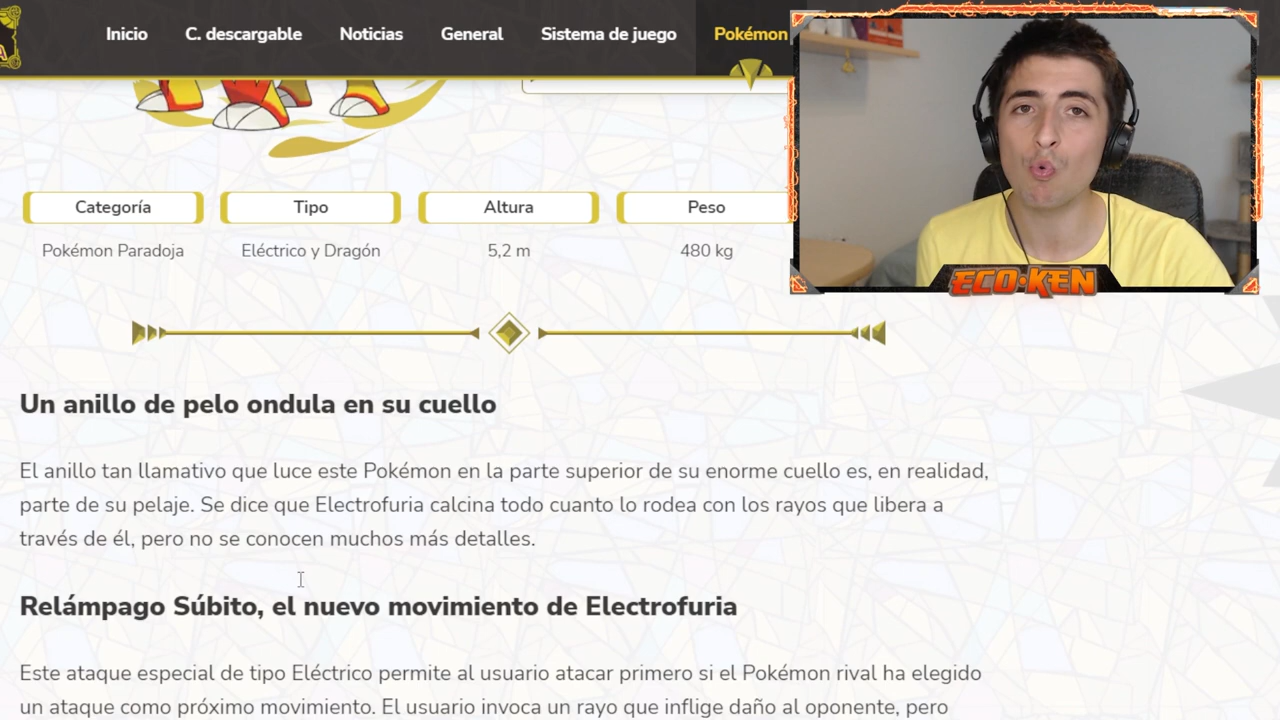 Inicio C. descargable Noticias General Sistema de juego Pokémon
Categoría Tipo Altura Peso
Pokémon Paradoja Eléctrico y Dragón 5,2 m 480 kg
ECO·KEN
Un anillo de pelo ondula en su cuello
El anillo tan llamativo que luce este Pokémon en la parte superior de su enorme cuello es, en realidad,
parte de su pelaje. Se dice que Electrofuria calcina todo cuanto lo rodea con los rayos que libera a
través de él, pero no se conocen muchos más detalles.
Relámpago Súbito, el nuevo movimiento de Electrofuria
Este ataque especial de tipo Eléctrico permite al usuario atacar primero si el Pokémon rival ha elegido
un ataque como próximo movimiento. El usuario invoca un rayo que inflige daño al oponente, pero